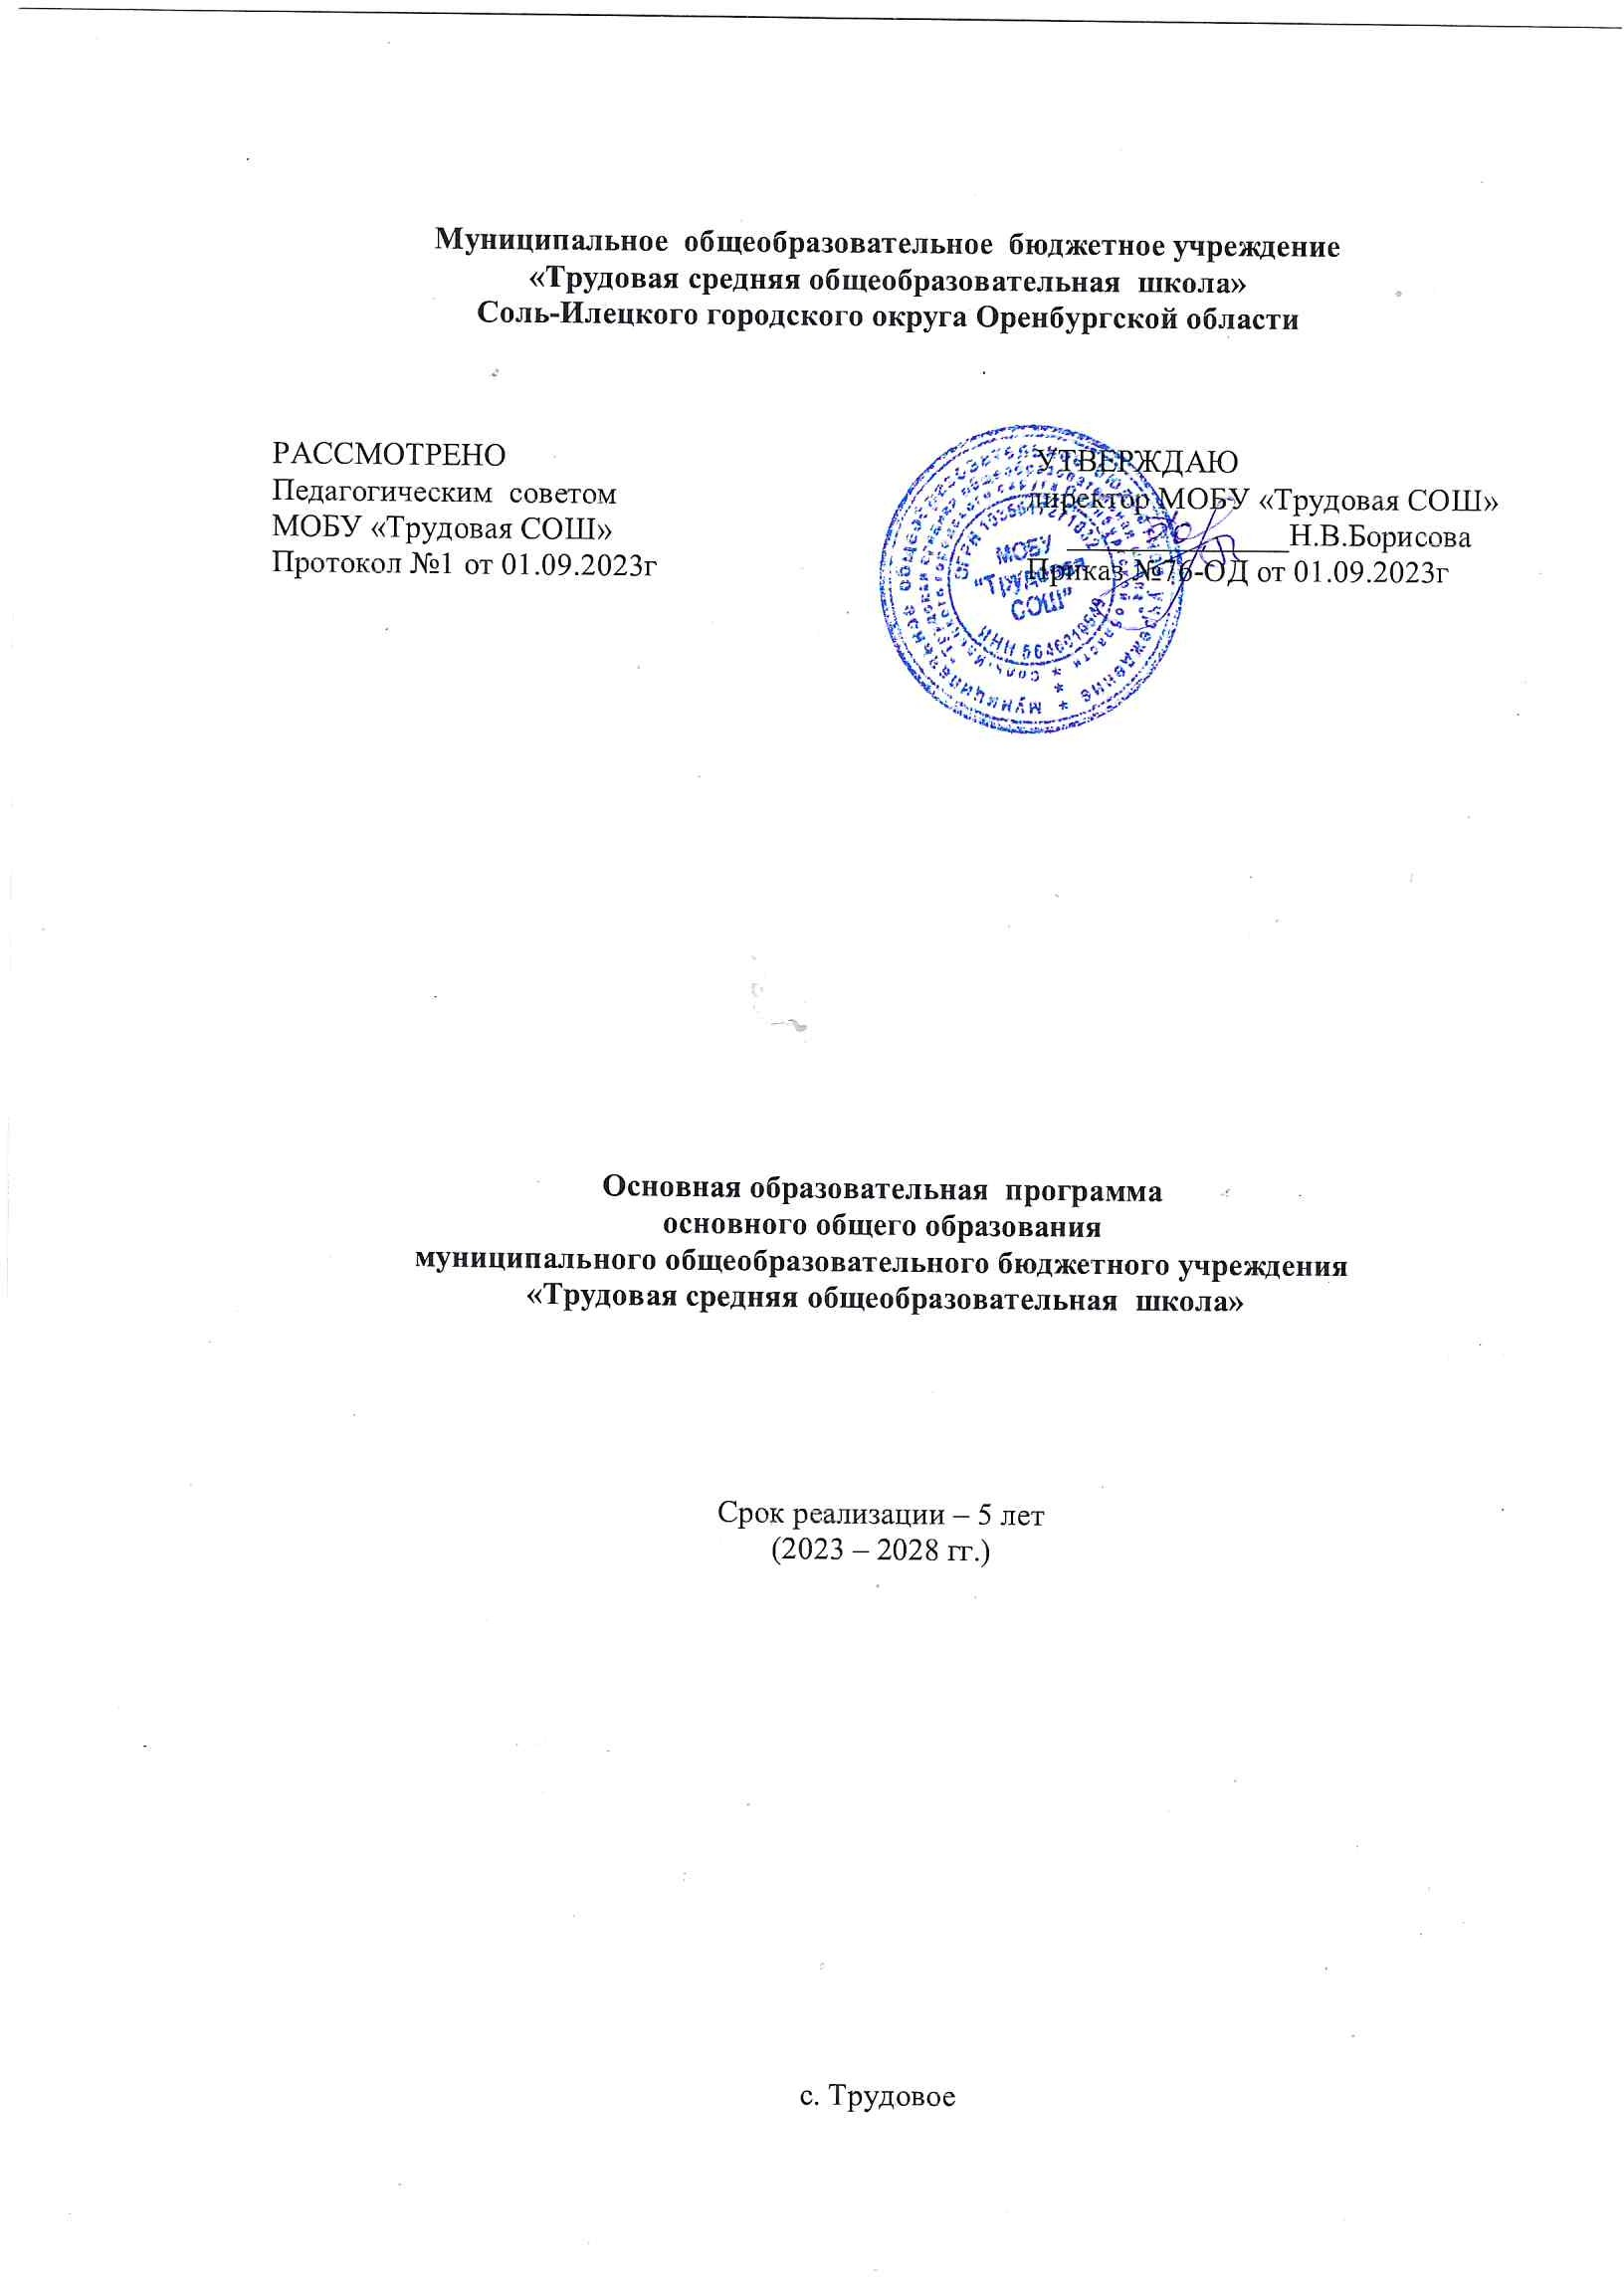 Муниципальное общеобразовательное бюджетное учреждение
«Трудовая средняя общеобразовательная школа»
Соль-Илецкого городского округа Оренбургской области
РАССМОТРЕНО
Педагогическим советом
МОБУ «Трудовая СОШ»
Протокол №1 от 01.09.2023г
УТВЕРЖДАЮ
директор МОБУ «Трудовая СОШ»
Н.В.Борисова
Приказ №76-ОД от 01.09.2023г
МОБУ
"Трудовая
СОШ"
Основная образовательная программа
основного общего образования
муниципального общеобразовательного бюджетного учреждения
«Трудовая средняя общеобразовательная школа»
Срок реализации – 5 лет
(2023 – 2028 гг.)
с. Трудовое